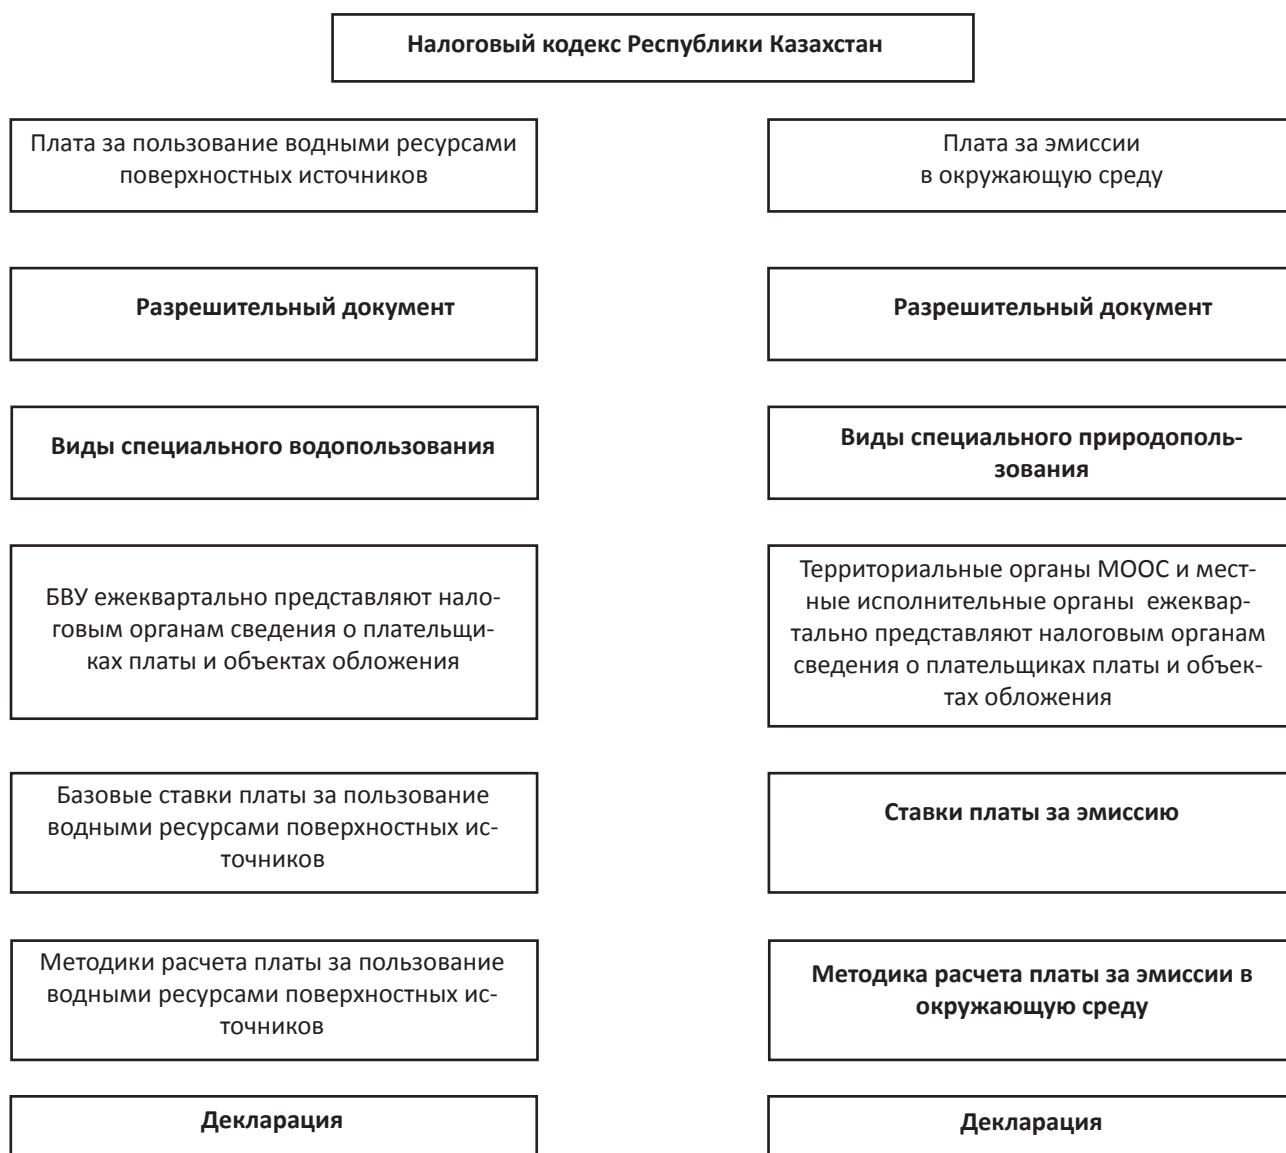 Налоговый кодекс Республики Казахстан
Плата за пользование водными ресурсами
поверхностных источников
Плата за эмиссии
в окружающую среду
Разрешительный документ
Разрешительный документ
Виды специального водопользования
Виды специального природополь-
зования
БВУ ежеквартально представляют нало-
говым органам сведения о плательщи-
ках платы и объектах обложения
Территориальные органы МООС и мест-
ные исполнительные органы ежеквар-
тально представляют налоговым органам
сведения о плательщиках платы и объек-
тах обложения
Базовые ставки платы за пользование
водными ресурсами поверхностных ис-
точников
Ставки платы за эмиссию
Методики расчета платы за пользование
водными ресурсами поверхностных ис-
точников
Методика расчета платы за эмиссии в
окружающую среду
Декларация
Декларация